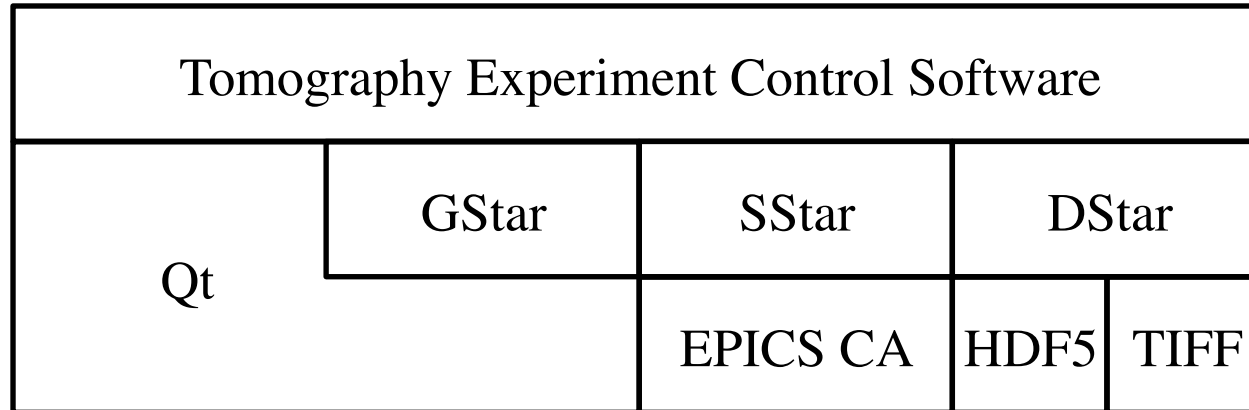 Tomography Experiment Control Software
GStar
SStar
DStar
Qt
EPICS CA
HDF5
TIFF